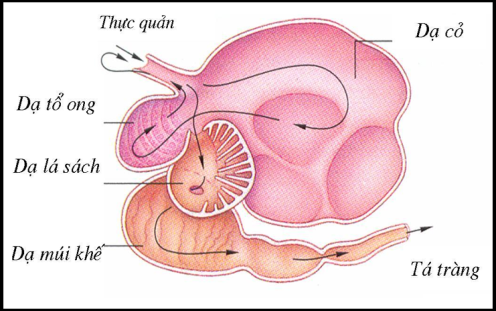 Thực quản
Dạ cỏ
Dạ tổ ong
Dạ lá sách
Dạ múi khế
Tá tràng